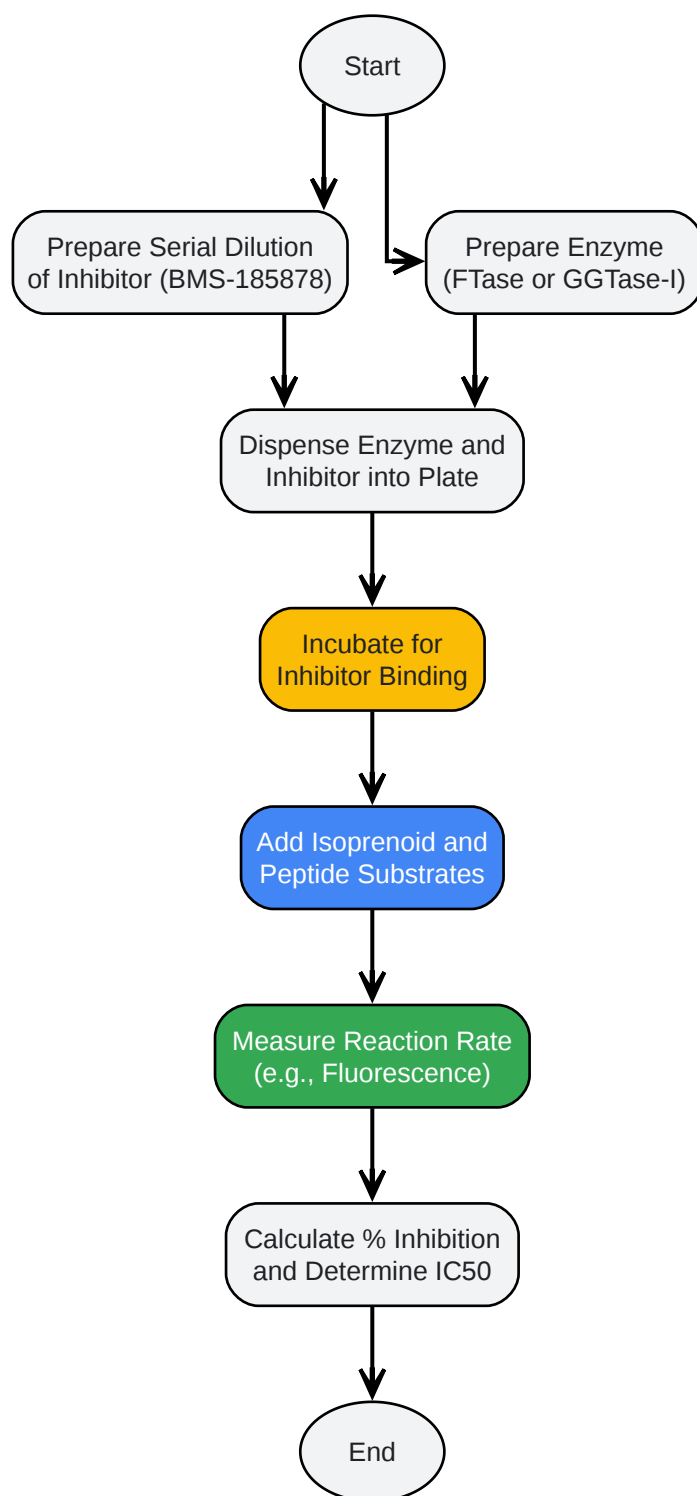 Start
Prepare Serial Dilution
of Inhibitor (BMS-185878)
Prepare Enzyme
(FTase or GGTase-I)
Dispense Enzyme and
Inhibitor into Plate
Incubate for
Inhibitor Binding
Add Isoprenoid and
Peptide Substrates
Measure Reaction Rate
(e.g., Fluorescence)
Calculate % Inhibition
and Determine IC50
End